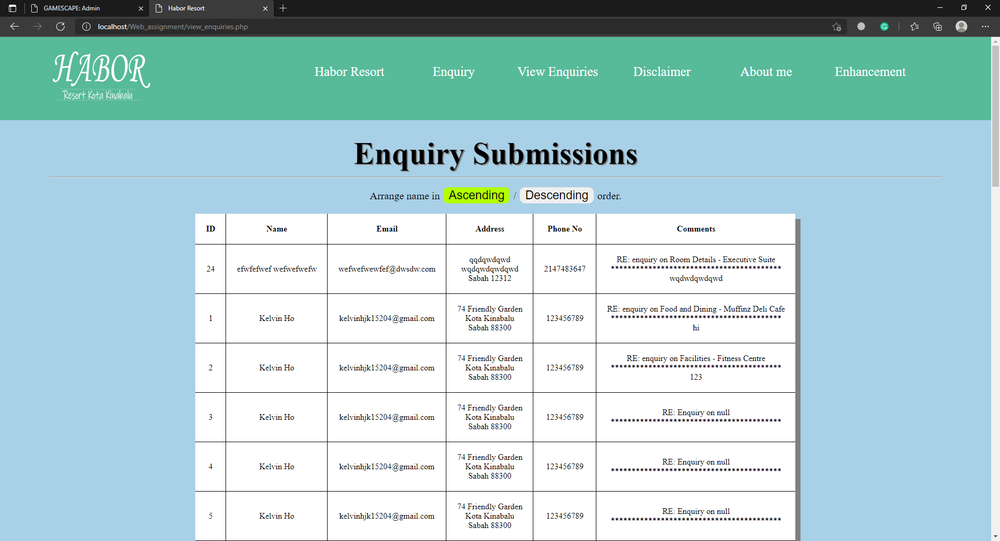 GAMESCAPE: Admin
Habor Resort
localhost/Web_assignment/view_enquiries.php
HABOR
Resort Kota Kinabalu
Habor Resort Enquiry View Enquiries Disclaimer About me Enhancement
Enquiry Submissions
Arrange name in Ascending / Descending order.
ID Name Email Address Phone No Comments
24 efwfefwef wefwefwefw wefwefwewfef@dwsdw.com
qqdqwdqwd
wqdqwdqwdqwd
Sabah 12312
2147483647
RE: enquiry on Room Details - Executive Suite
*****************************************
wqdwdqwdqwd
1 Kelvin Ho kelvinhjk15204@gmail.com
74 Friendly Garden
Kota Kinabalu
Sabah 88300
123456789
RE: enquiry on Food and Dining - Muffinz Deli Cafe
*****************************************
hi
2 Kelvin Ho kelvinhjk15204@gmail.com
74 Friendly Garden
Kota Kinabalu
Sabah 88300
123456789
RE: enquiry on Facilities - Fitness Centre
*****************************************
123
3 Kelvin Ho kelvinhjk15204@gmail.com
74 Friendly Garden
Kota Kinabalu
Sabah 88300
123456789
RE: Enquiry on null
*****************************************
4 Kelvin Ho kelvinhjk15204@gmail.com
74 Friendly Garden
Kota Kinabalu
Sabah 88300
123456789
RE: Enquiry on null
*****************************************
5 Kelvin Ho kelvinhjk15204@gmail.com
74 Friendly Garden
Kota Kinabalu
Sabah 88300
123456789
RE: Enquiry on null
*****************************************